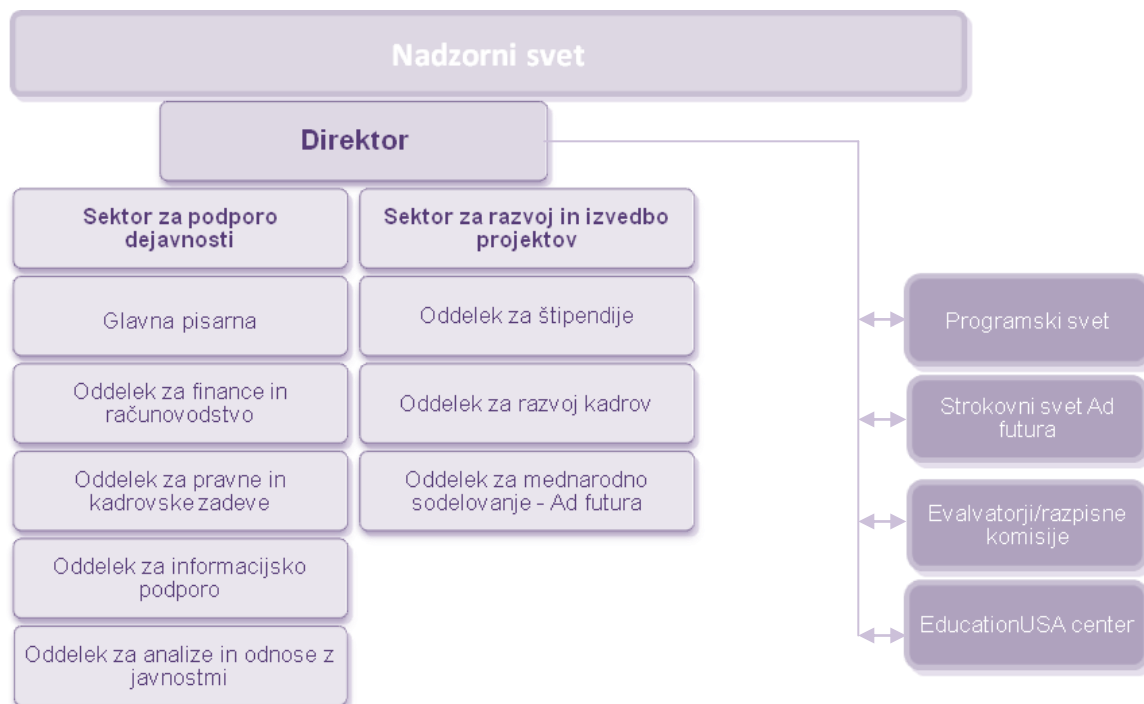 Nadzorni svet
Direktor
Sektor za podporo
dejavnosti
Glavna pisarna
Oddelek za finance in
računovodstvo
Oddelek za pravne in
kadrovske zadeve
Oddelek za informacijsko
podporo
Oddelek za analize in odnose z
javnostmi
Sektor za razvoj in izvedbo
projektov
Oddelek za štipendije
Oddelek za razvoj kadrov
Oddelek za mednarodno
sodelovanje - Ad futura
Programski svet
Strokovni svet Ad
futura
Evalvatorji/razpisne
komisije
EducationUSA center